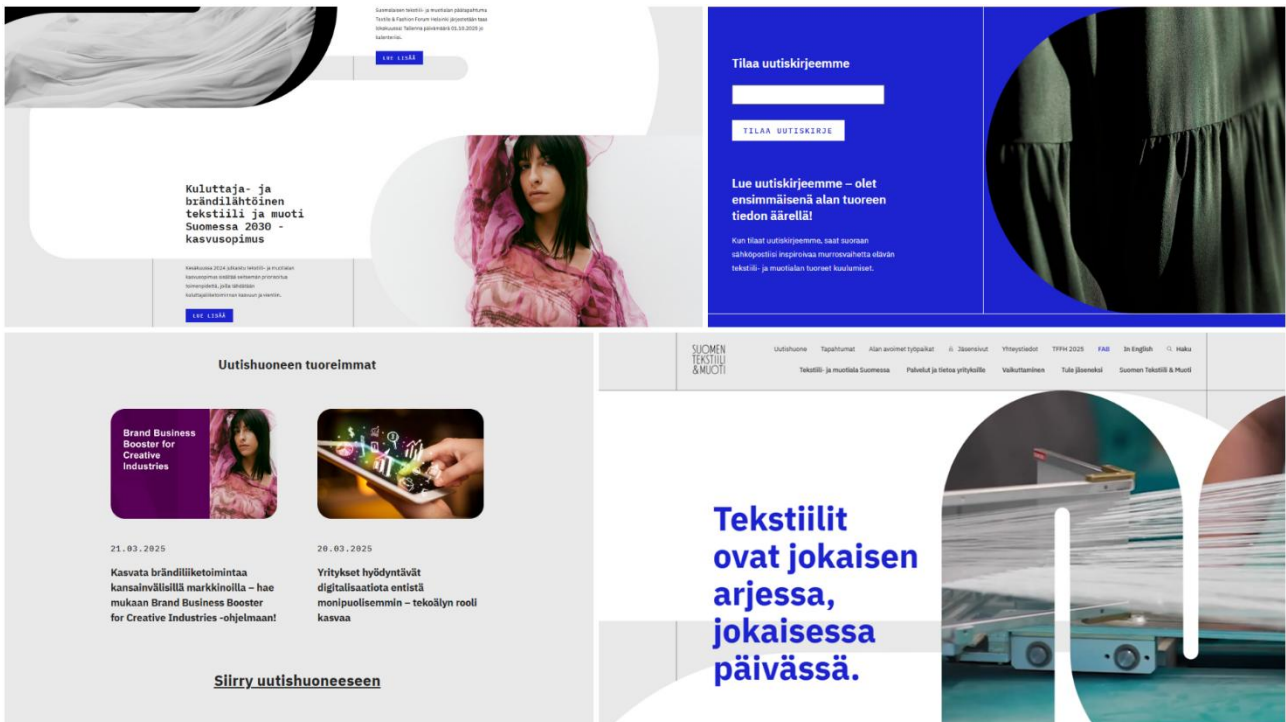 Suomalaisen tekstiili- ja muotialan päätapahtuma
Textile & Fashion Forum Helsinki järjestetään taas
lokakuussa! Tallenna päivämäärä 01.10.2025 jo
kalenteriisi.
LUE LISÄÄ
Kuluttaja- ja
brändilähtöinen
tekstiili ja muoti
Suomessa 2030 -
kasvusopimus
Kesäkuussa 2024 julkaistu tekstiili- ja muotialan
kasvusopimus sisältää seitsemän priorisoitua
toimenpidettä, joilla tähdätään
kuluttajaliiketoiminnan kasvuun ja vientiin.
LUE LISÄÄ
Tilaa uutiskirjeemme
TILAA UUTISKIRJE
Lue uutiskirjeemme – olet
ensimmäisenä alan tuoreen
tiedon äärellä!
Kun tilaat uutiskirjeemme, saat suoraan
sähköpostiisi inspiroivaa murrosvaihetta elävän
tekstiili- ja muotialan tuoreet kuulumiset.
Uutishuoneen tuoreimmat
Brand Business
Booster for
Creative
Industries
21.03.2025
Kasvata brändiliiketoimintaa
kansainvälisillä markkinoilla – hae
mukaan Brand Business Booster
for Creative Industries -ohjelmaan!
20.03.2025
Yritykset hyödyntävät
digitalisaatiota entistä
monipuolisemmin – tekoälyn rooli
kasvaa
Siirry uutishuoneeseen
SUOMEN
TEKSTIILI
& MUOTI
Uutishuone Tapahtumat Alan avoimet työpaikat Jäsensivut Yhteystiedot TFFH 2025 FAB In English Haku
Tekstiili- ja muotiala Suomessa Palvelut ja tietoa yrityksille Vaikuttaminen Tule jäseneksi Suomen Tekstiili & Muoti
Tekstiilit
ovat jokaisen
arjessa,
jokaisessa
päivässä.